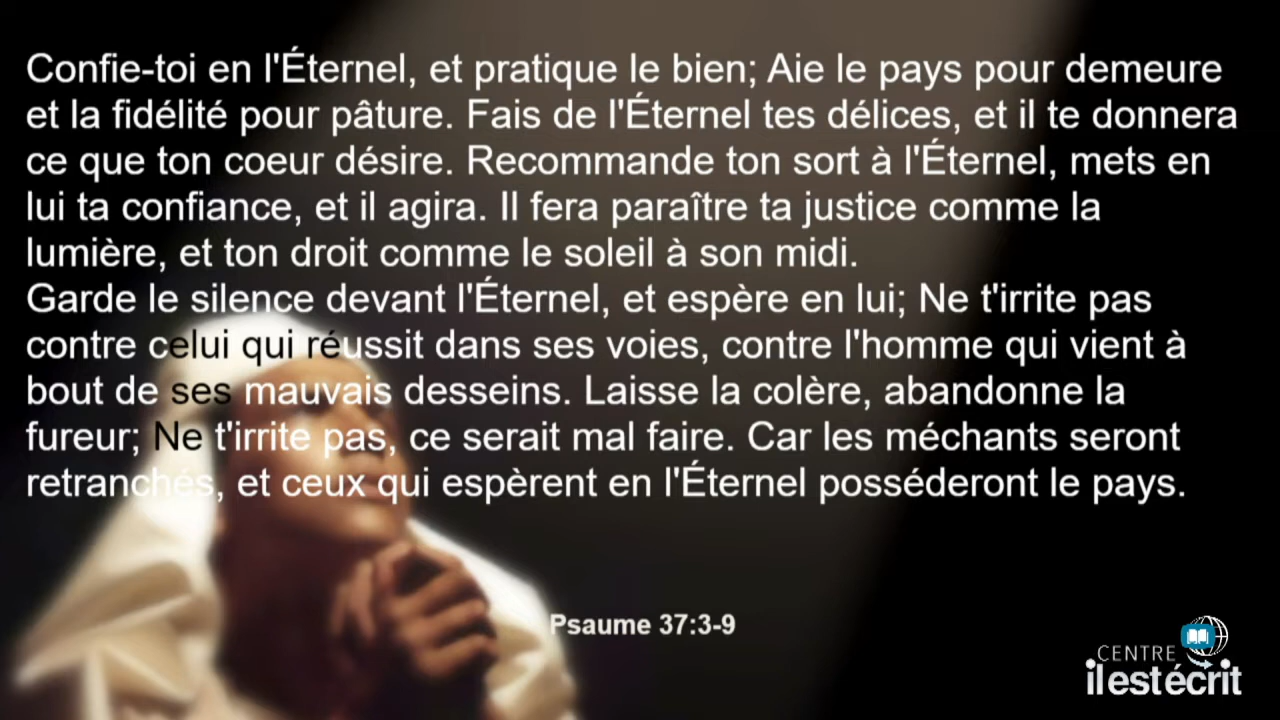 Confie-toi en l'Éternel, et pratique le bien; Aie le pays pour demeure
et la fidélité pour pâture. Fais de l'Éternel tes délices, et il te donnera
ce que ton coeur désire. Recommande ton sort à l'Éternel, mets en
lui ta confiance, et il agira. Il fera paraître ta justice comme la
lumière, et ton droit comme le soleil à son midi.
Garde le silence devant l'Éternel, et espère en lui; Ne t'irrite pas
contre celui qui réussit dans ses voies, contre l'homme qui vient à
bout de ses mauvais desseins. Laisse la colère, abandonne la
fureur; Ne t'irrite pas, ce serait mal faire. Car les méchants seront
retranchés, et ceux qui espèrent en l'Éternel posséderont le pays.
Psaume 37:3-9
CENTRE
ilestécrit